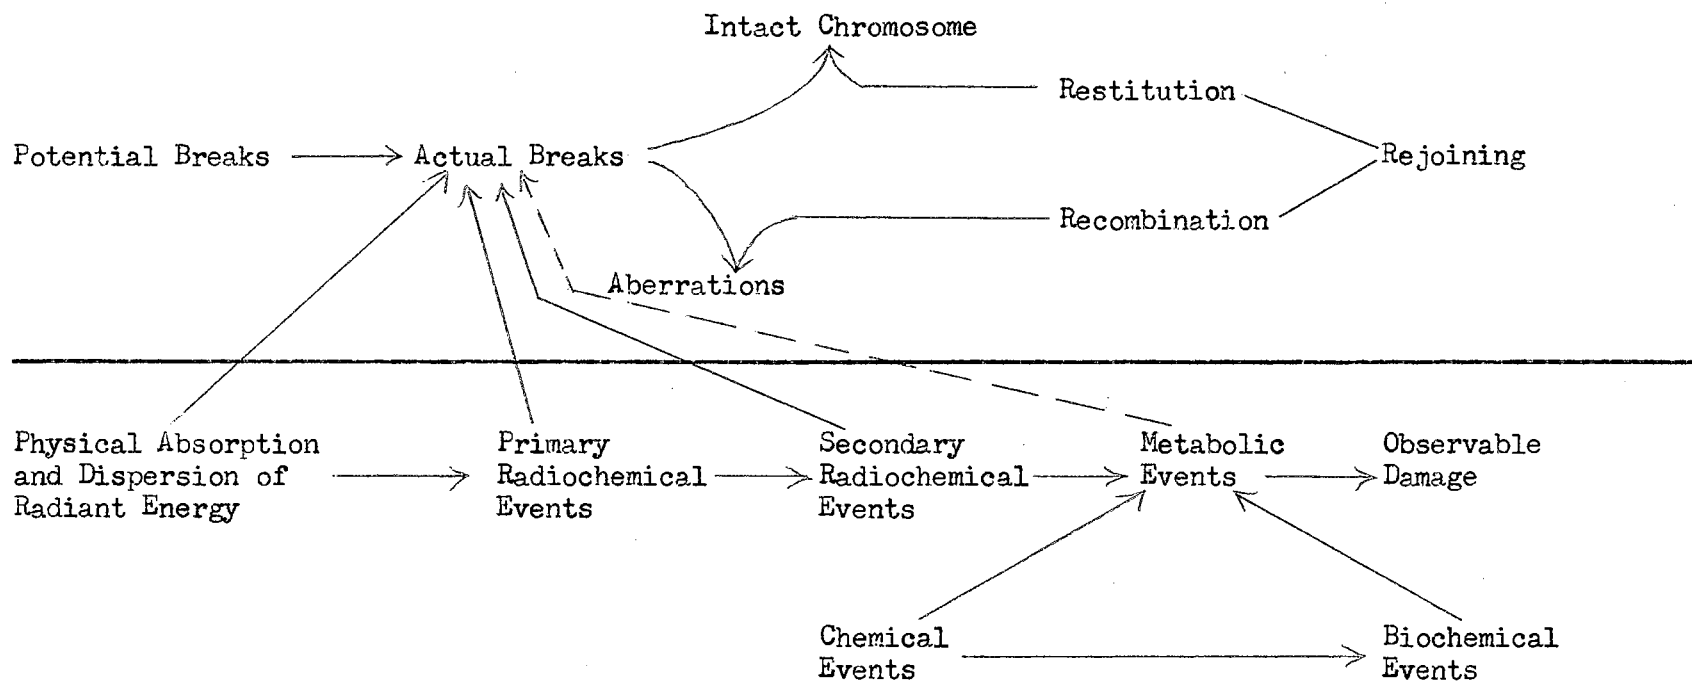 Intact Chromosome
Restitution
Potential Breaks
Actual Breaks
Rejoining
Recombination
Aberrations
Physical Absorption
and Dispersion of
Radiant Energy
Primary
Radiochemical
Events
Secondary
Radiochemical
Events
Metabolic
Events
Observable
Damage
Chemical
Events
Biochemical
Events